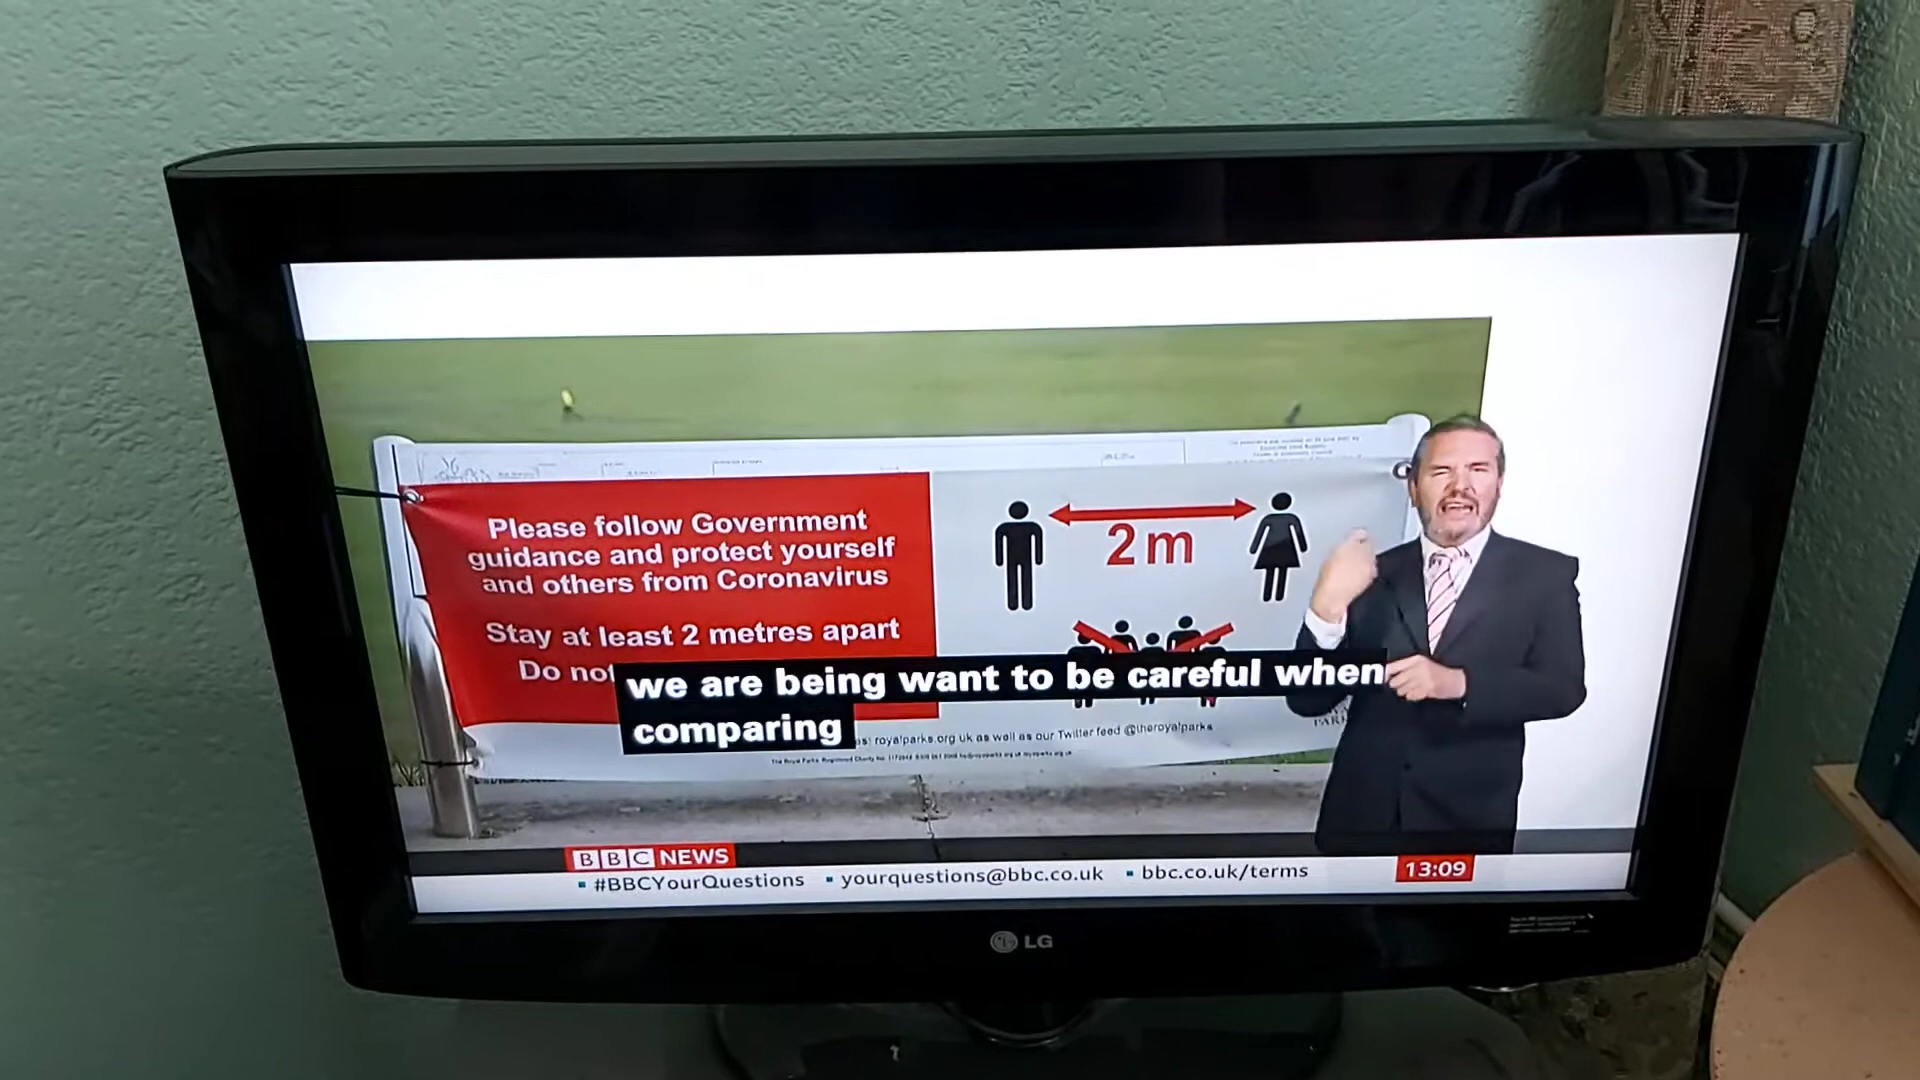 Please follow Government
guidance and protect yourself
and others from Coronavirus
Stay at least 2 metres apart
Do not
2m
we are being want to be careful when
comparing
royalparks.org uk as well as our Twitter feed @theroyalparks
BBC NEWS
#BBCYourQuestions yourquestions@bbc.co.uk bbc.co.uk/terms
13:09
LG